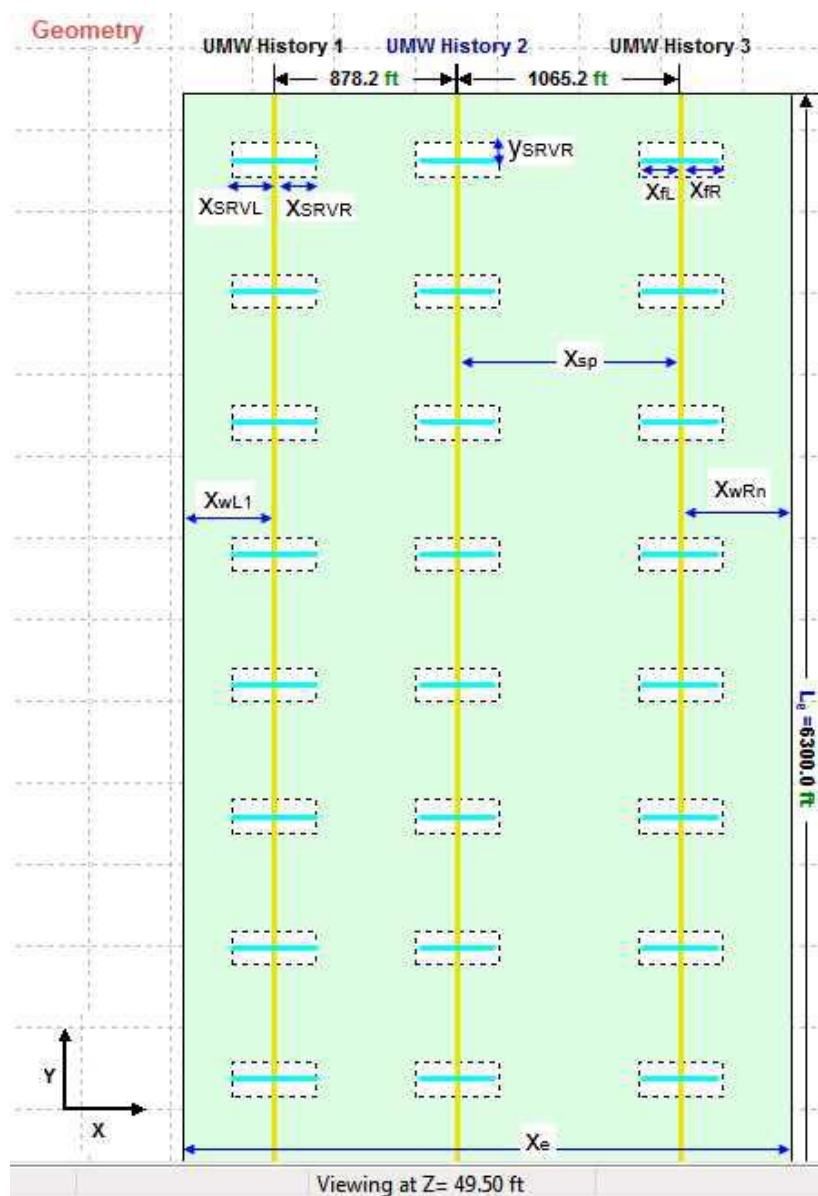 Geometry
UMW History 1 UMW History 2 UMW History 3
878.2 ft 1065.2 ft
ySRVR
XSRVL XSRVR
XfL XfR
Xsp
XwL1 XwRn
Le =6300.0 ft
Y
X
Xe
Viewing at Z= 49.50 ft